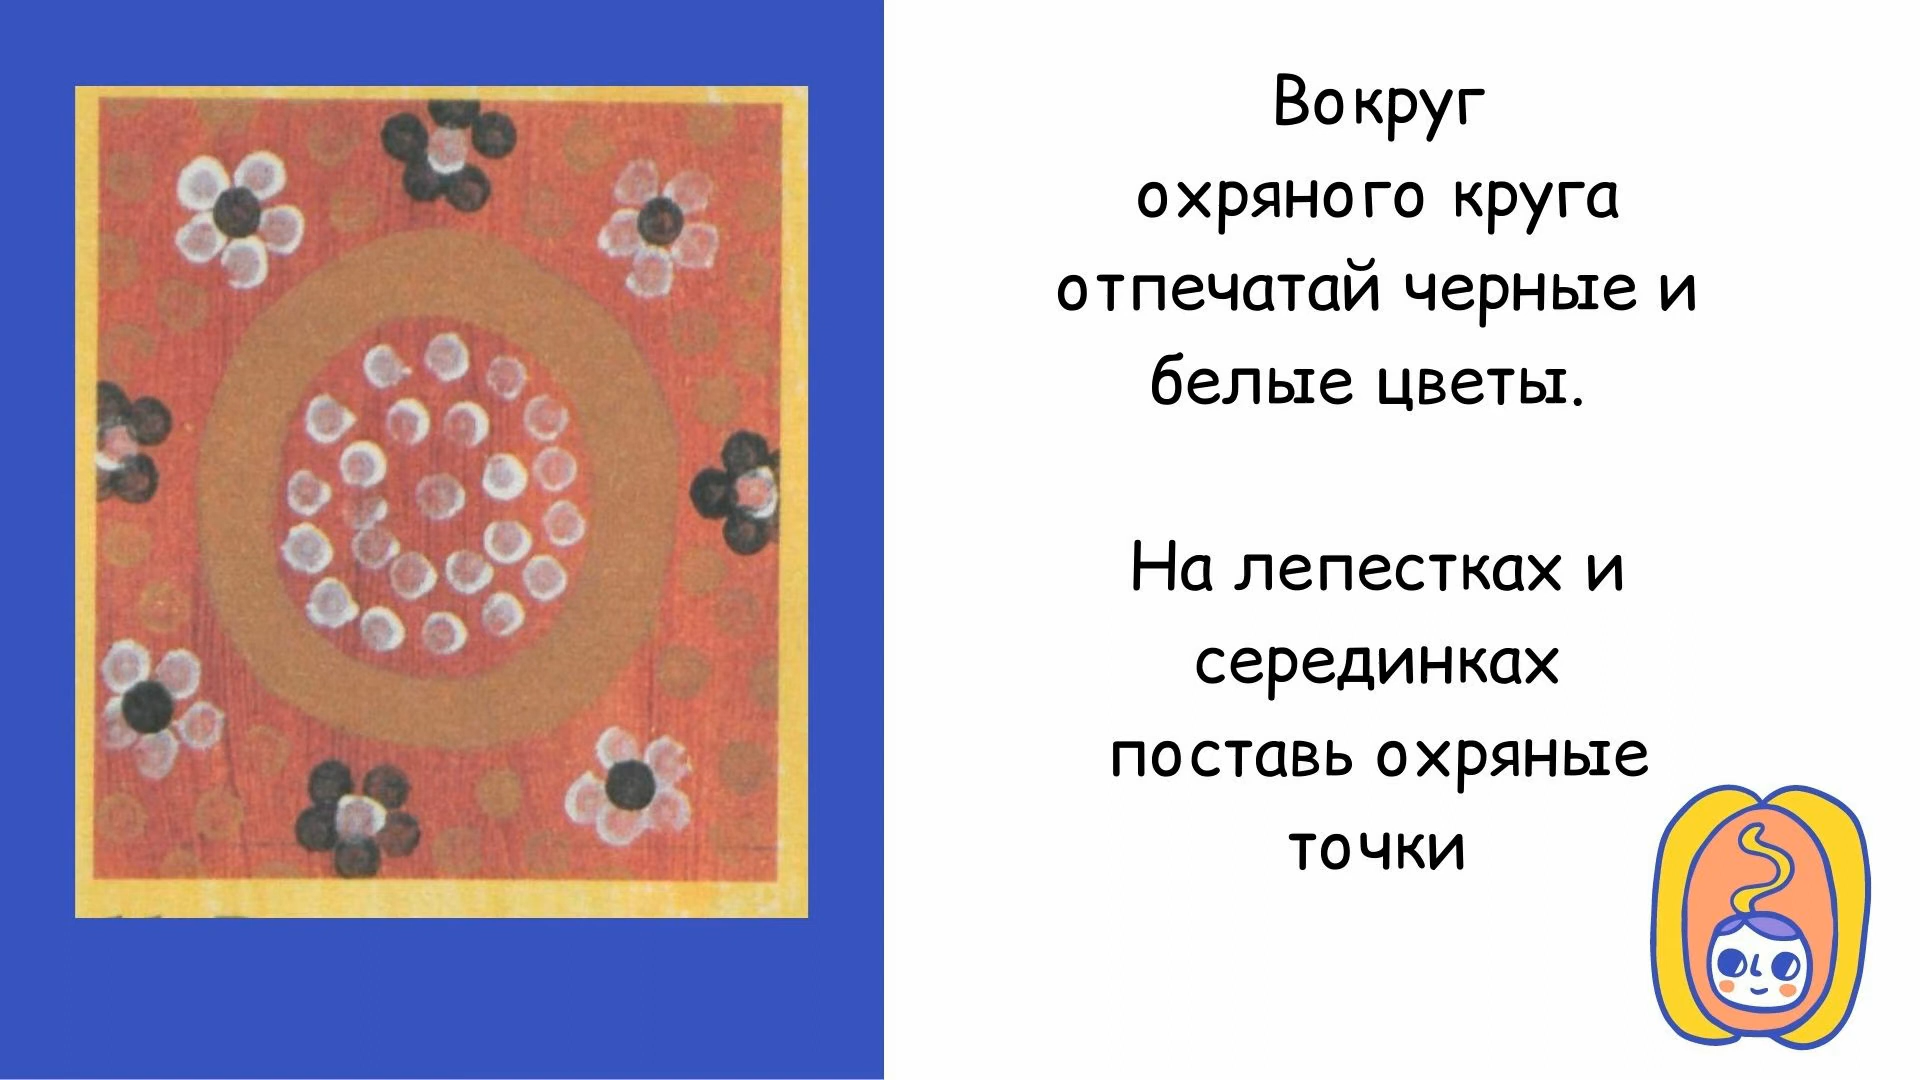 Вокруг
охряного круга
отпечатай черные и
белые цветы.
На лепестках и
серединках
поставь охряные
точки